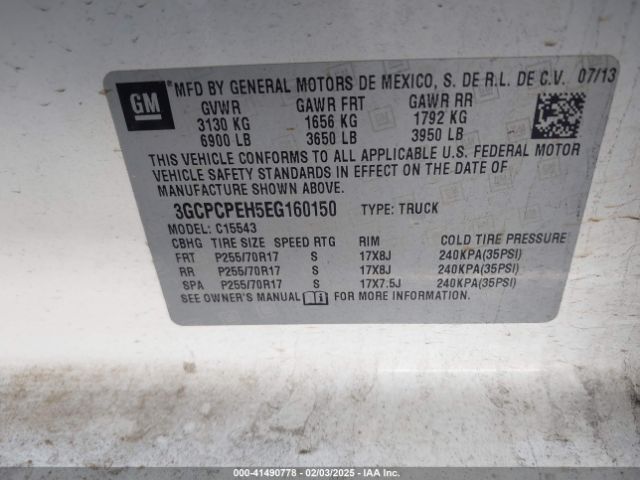 GM
*MFD BY GENERAL MOTORS DE MEXICO, S. DE R.L. DE C.V. 07/13
GVWR GAWR FRT GAWR RR
3130 KG 1656 KG 1792 KG
6900 LB 3650 LB 3950 LB
THIS VEHICLE CONFORMS TO ALL APPLICABLE U.S. FEDERAL MOTOR
VEHICLE SAFETY STANDARDS IN EFFECT ON THE DATE OF
MANUFACTURE SHOWN ABOVE.
3GCPCPEH5EG160150 TYPE: TRUCK
MODEL: C15543
CBHG TIRE SIZE SPEED RTG RIM COLD TIRE PRESSURE
FRT P255/70R17 S 17X8J 240KPA(35PSI)
RR P255/70R17 S 17X8J 240KPA(35PSI)
SPA P255/70R17 S 17X7.5J 240KPA(35PSI)
SEE OWNER'S MANUAL FOR MORE INFORMATION.
000-41490778 - 02/03/2025 - IAAI.com